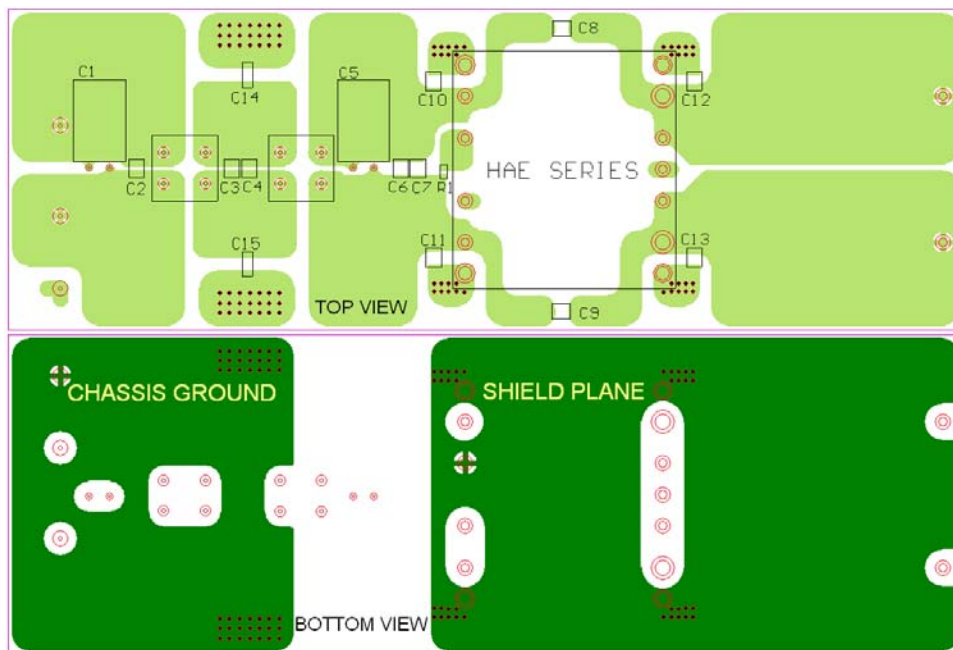 C8
C1
C5
C14
C10
C12
C2
C3
C4
C6
C7
R1
HAE SERIES
C15
C11
C13
TOP VIEW
C9
CHASSIS GROUND
SHIELD PLANE
BOTTOM VIEW